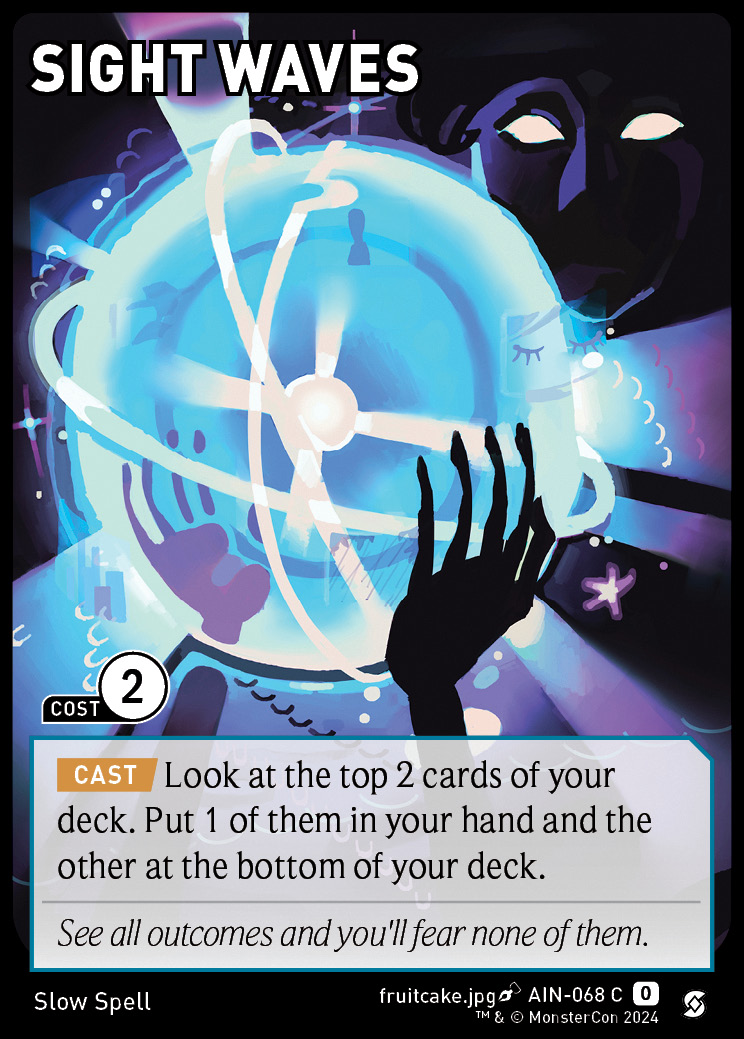 SIGHT WAVES
COST 2
CAST Look at the top 2 cards of your
deck. Put 1 of them in your hand and the
other at the bottom of your deck.
See all outcomes and you'll fear none of them.
Slow Spell
fruitcake.jpg AIN-068 C 0
™ & © MonsterCon 2024